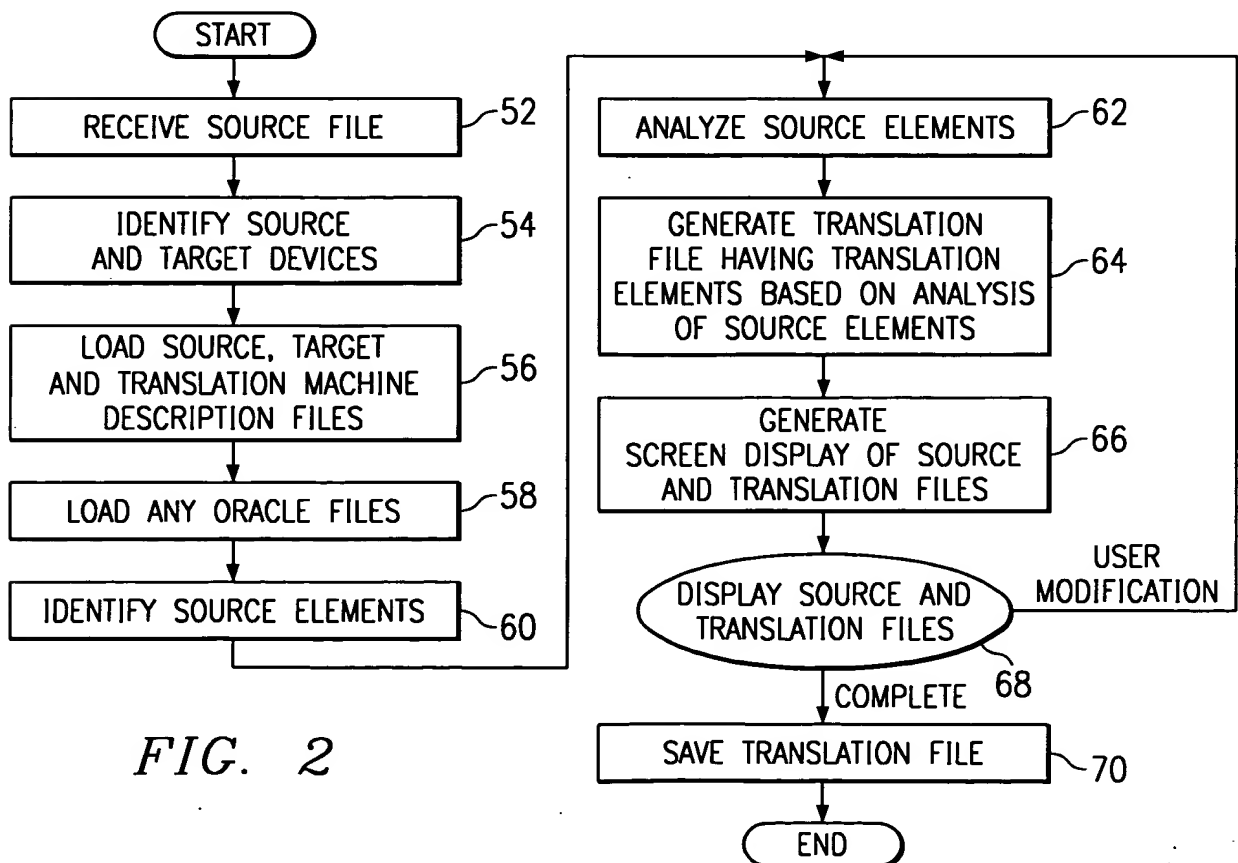 START
RECEIVE SOURCE FILE
52
IDENTIFY SOURCE
AND TARGET DEVICES
54
LOAD SOURCE, TARGET
AND TRANSLATION MACHINE
DESCRIPTION FILES
56
LOAD ANY ORACLE FILES
58
IDENTIFY SOURCE ELEMENTS
60
ANALYZE SOURCE ELEMENTS
62
GENERATE TRANSLATION
FILE HAVING TRANSLATION
ELEMENTS BASED ON ANALYSIS
OF SOURCE ELEMENTS
64
GENERATE
SCREEN DISPLAY OF SOURCE
AND TRANSLATION FILES
66
DISPLAY SOURCE AND
TRANSLATION FILES
68
USER
MODIFICATION
COMPLETE
SAVE TRANSLATION FILE
70
END
FIG. 2